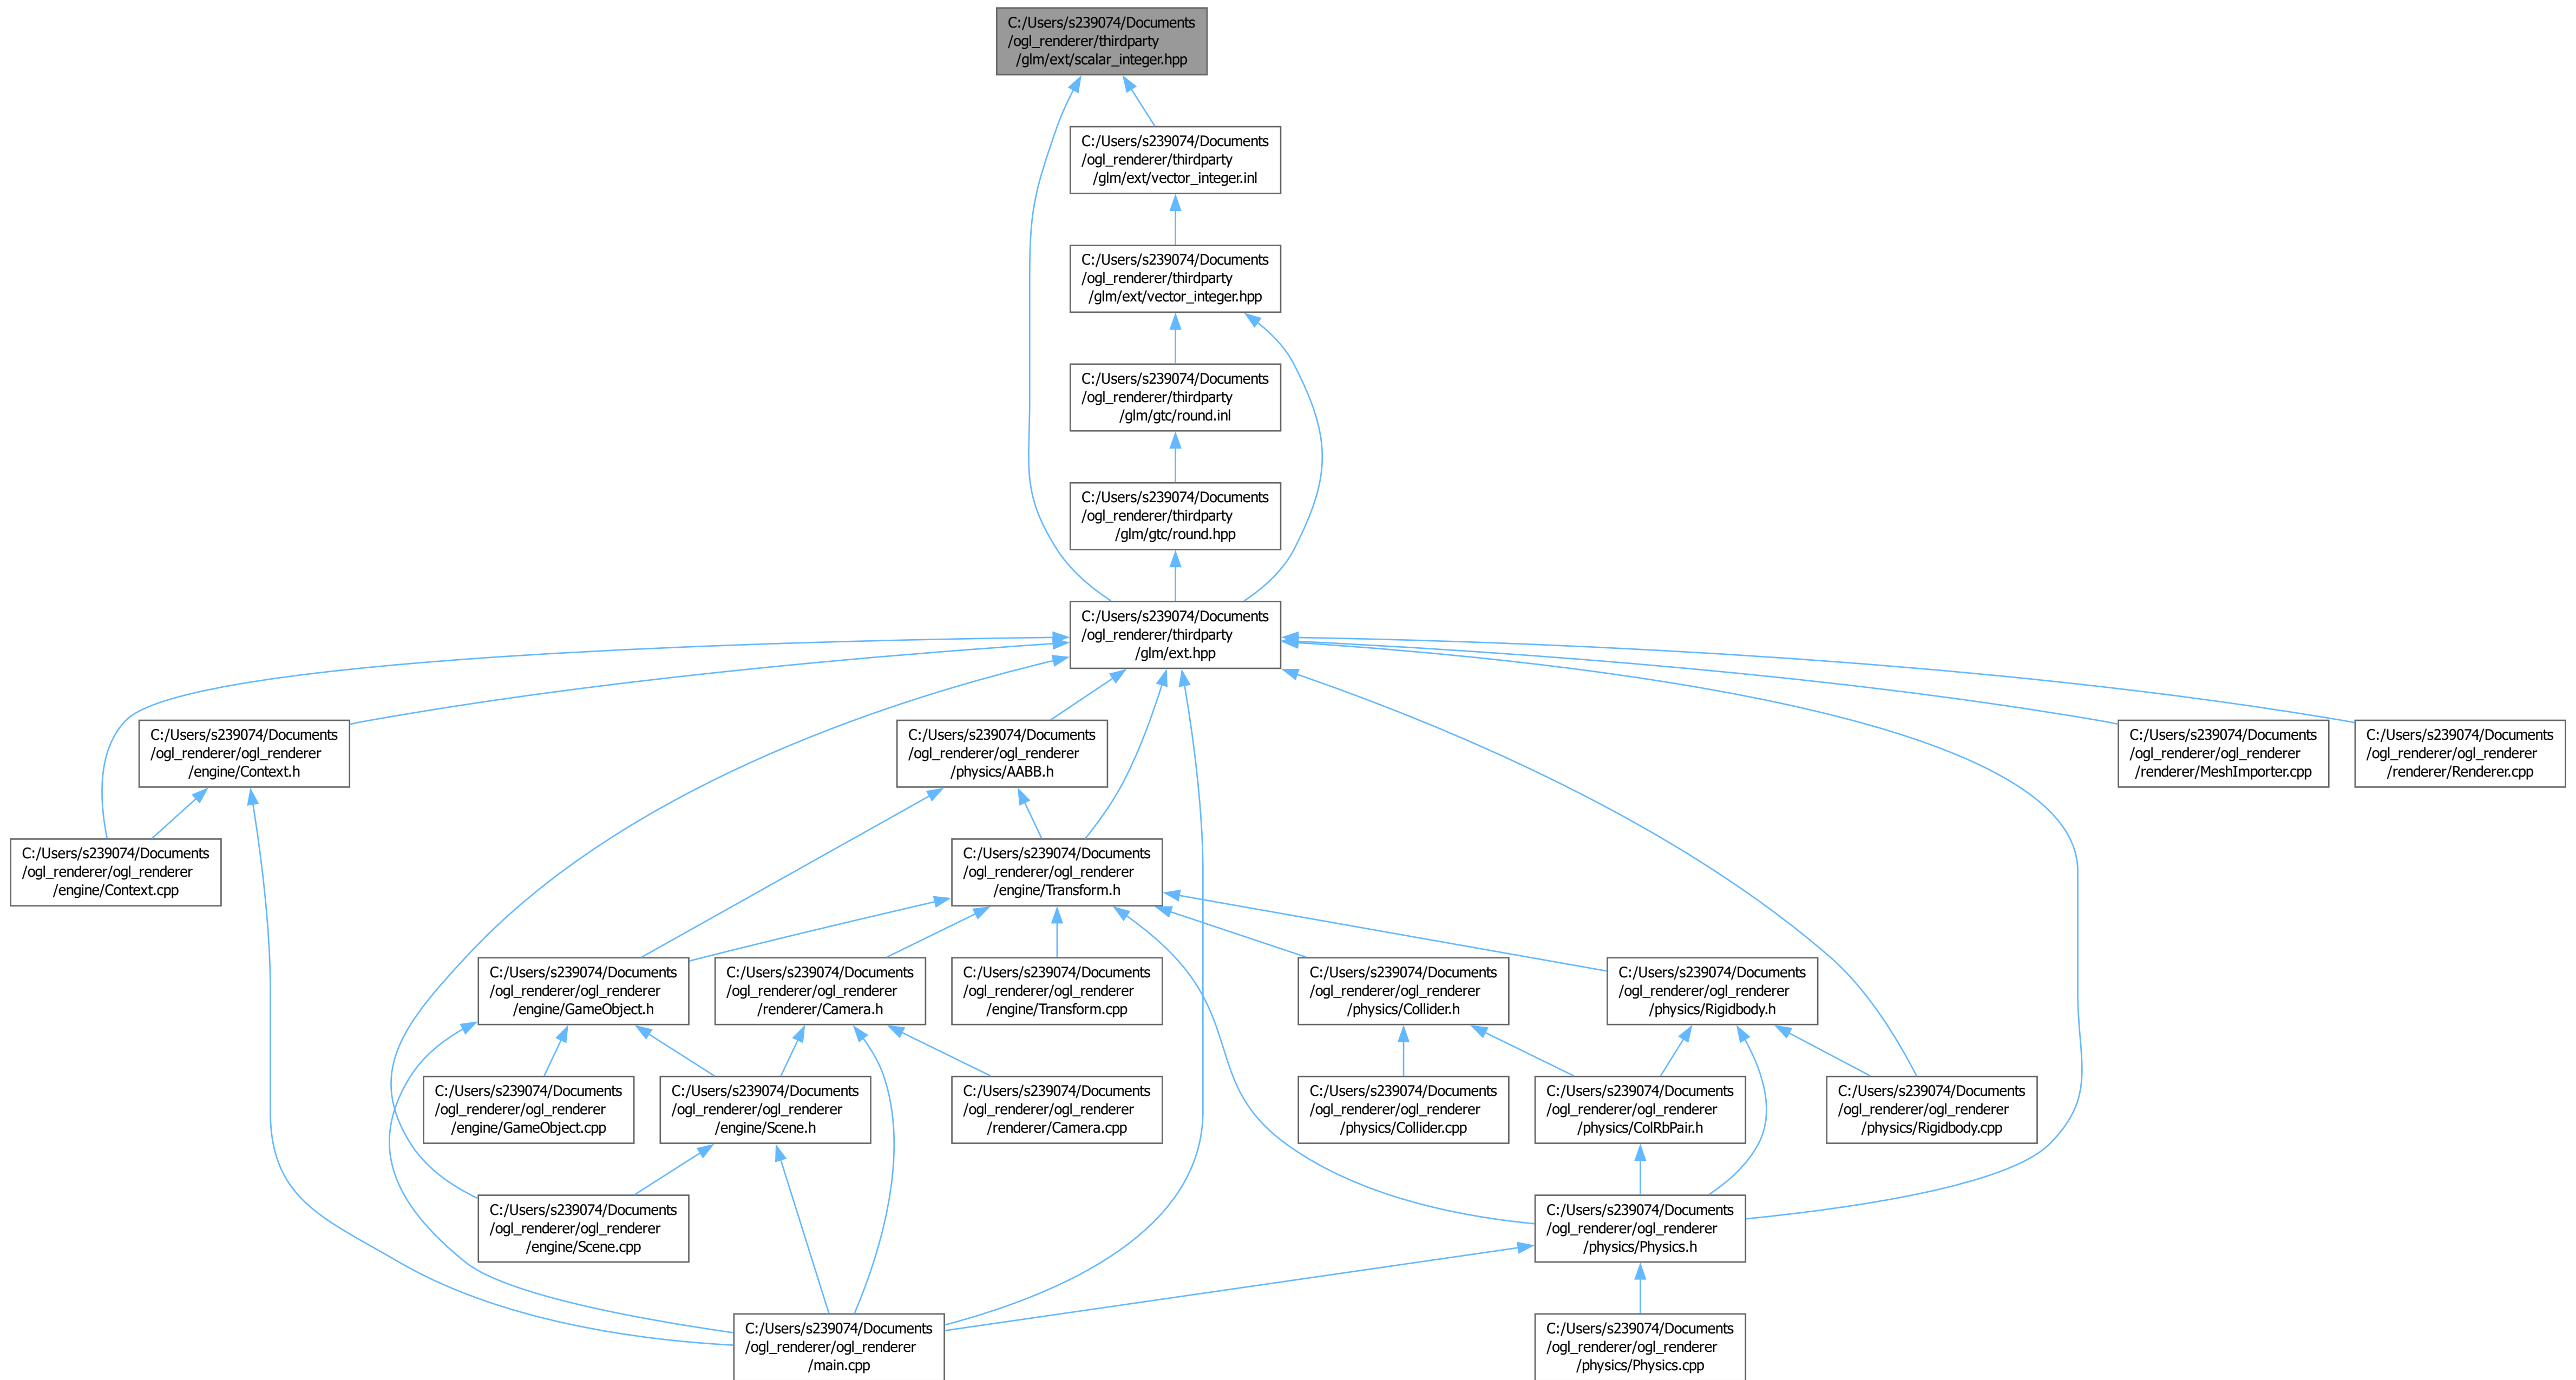 C:/Users/s239074/Documents
/ogl_renderer/thirdparty
/glm/ext/scalar_integer.hpp
C:/Users/s239074/Documents
/ogl_renderer/thirdparty
/glm/ext/vector_integer.inl
C:/Users/s239074/Documents
/ogl_renderer/thirdparty
/glm/ext/vector_integer.hpp
C:/Users/s239074/Documents
/ogl_renderer/thirdparty
/glm/gtc/round.inl
C:/Users/s239074/Documents
/ogl_renderer/thirdparty
/glm/gtc/round.hpp
C:/Users/s239074/Documents
/ogl_renderer/thirdparty
/glm/ext.hpp
C:/Users/s239074/Documents
/ogl_renderer/ogl_renderer
/engine/Context.h
C:/Users/s239074/Documents
/ogl_renderer/ogl_renderer
/physics/AABB.h
C:/Users/s239074/Documents
/ogl_renderer/ogl_renderer
/renderer/MeshImporter.cpp
C:/Users/s239074/Documents
/ogl_renderer/ogl_renderer
/renderer/Renderer.cpp
C:/Users/s239074/Documents
/ogl_renderer/ogl_renderer
/engine/Context.cpp
C:/Users/s239074/Documents
/ogl_renderer/ogl_renderer
/engine/Transform.h
C:/Users/s239074/Documents
/ogl_renderer/ogl_renderer
/engine/GameObject.h
C:/Users/s239074/Documents
/ogl_renderer/ogl_renderer
/renderer/Camera.h
C:/Users/s239074/Documents
/ogl_renderer/ogl_renderer
/engine/Transform.cpp
C:/Users/s239074/Documents
/ogl_renderer/ogl_renderer
/physics/Collider.h
C:/Users/s239074/Documents
/ogl_renderer/ogl_renderer
/physics/Rigidbody.h
C:/Users/s239074/Documents
/ogl_renderer/ogl_renderer
/engine/GameObject.cpp
C:/Users/s239074/Documents
/ogl_renderer/ogl_renderer
/engine/Scene.h
C:/Users/s239074/Documents
/ogl_renderer/ogl_renderer
/renderer/Camera.cpp
C:/Users/s239074/Documents
/ogl_renderer/ogl_renderer
/physics/Collider.cpp
C:/Users/s239074/Documents
/ogl_renderer/ogl_renderer
/physics/ColRbPair.h
C:/Users/s239074/Documents
/ogl_renderer/ogl_renderer
/physics/Rigidbody.cpp
C:/Users/s239074/Documents
/ogl_renderer/ogl_renderer
/engine/Scene.cpp
C:/Users/s239074/Documents
/ogl_renderer/ogl_renderer
/physics/Physics.h
C:/Users/s239074/Documents
/ogl_renderer/ogl_renderer
/main.cpp
C:/Users/s239074/Documents
/ogl_renderer/ogl_renderer
/physics/Physics.cpp